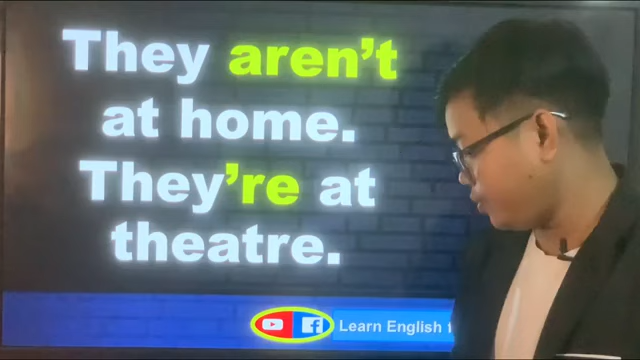 They aren't
at home.
They're at
theatre.
Learn English